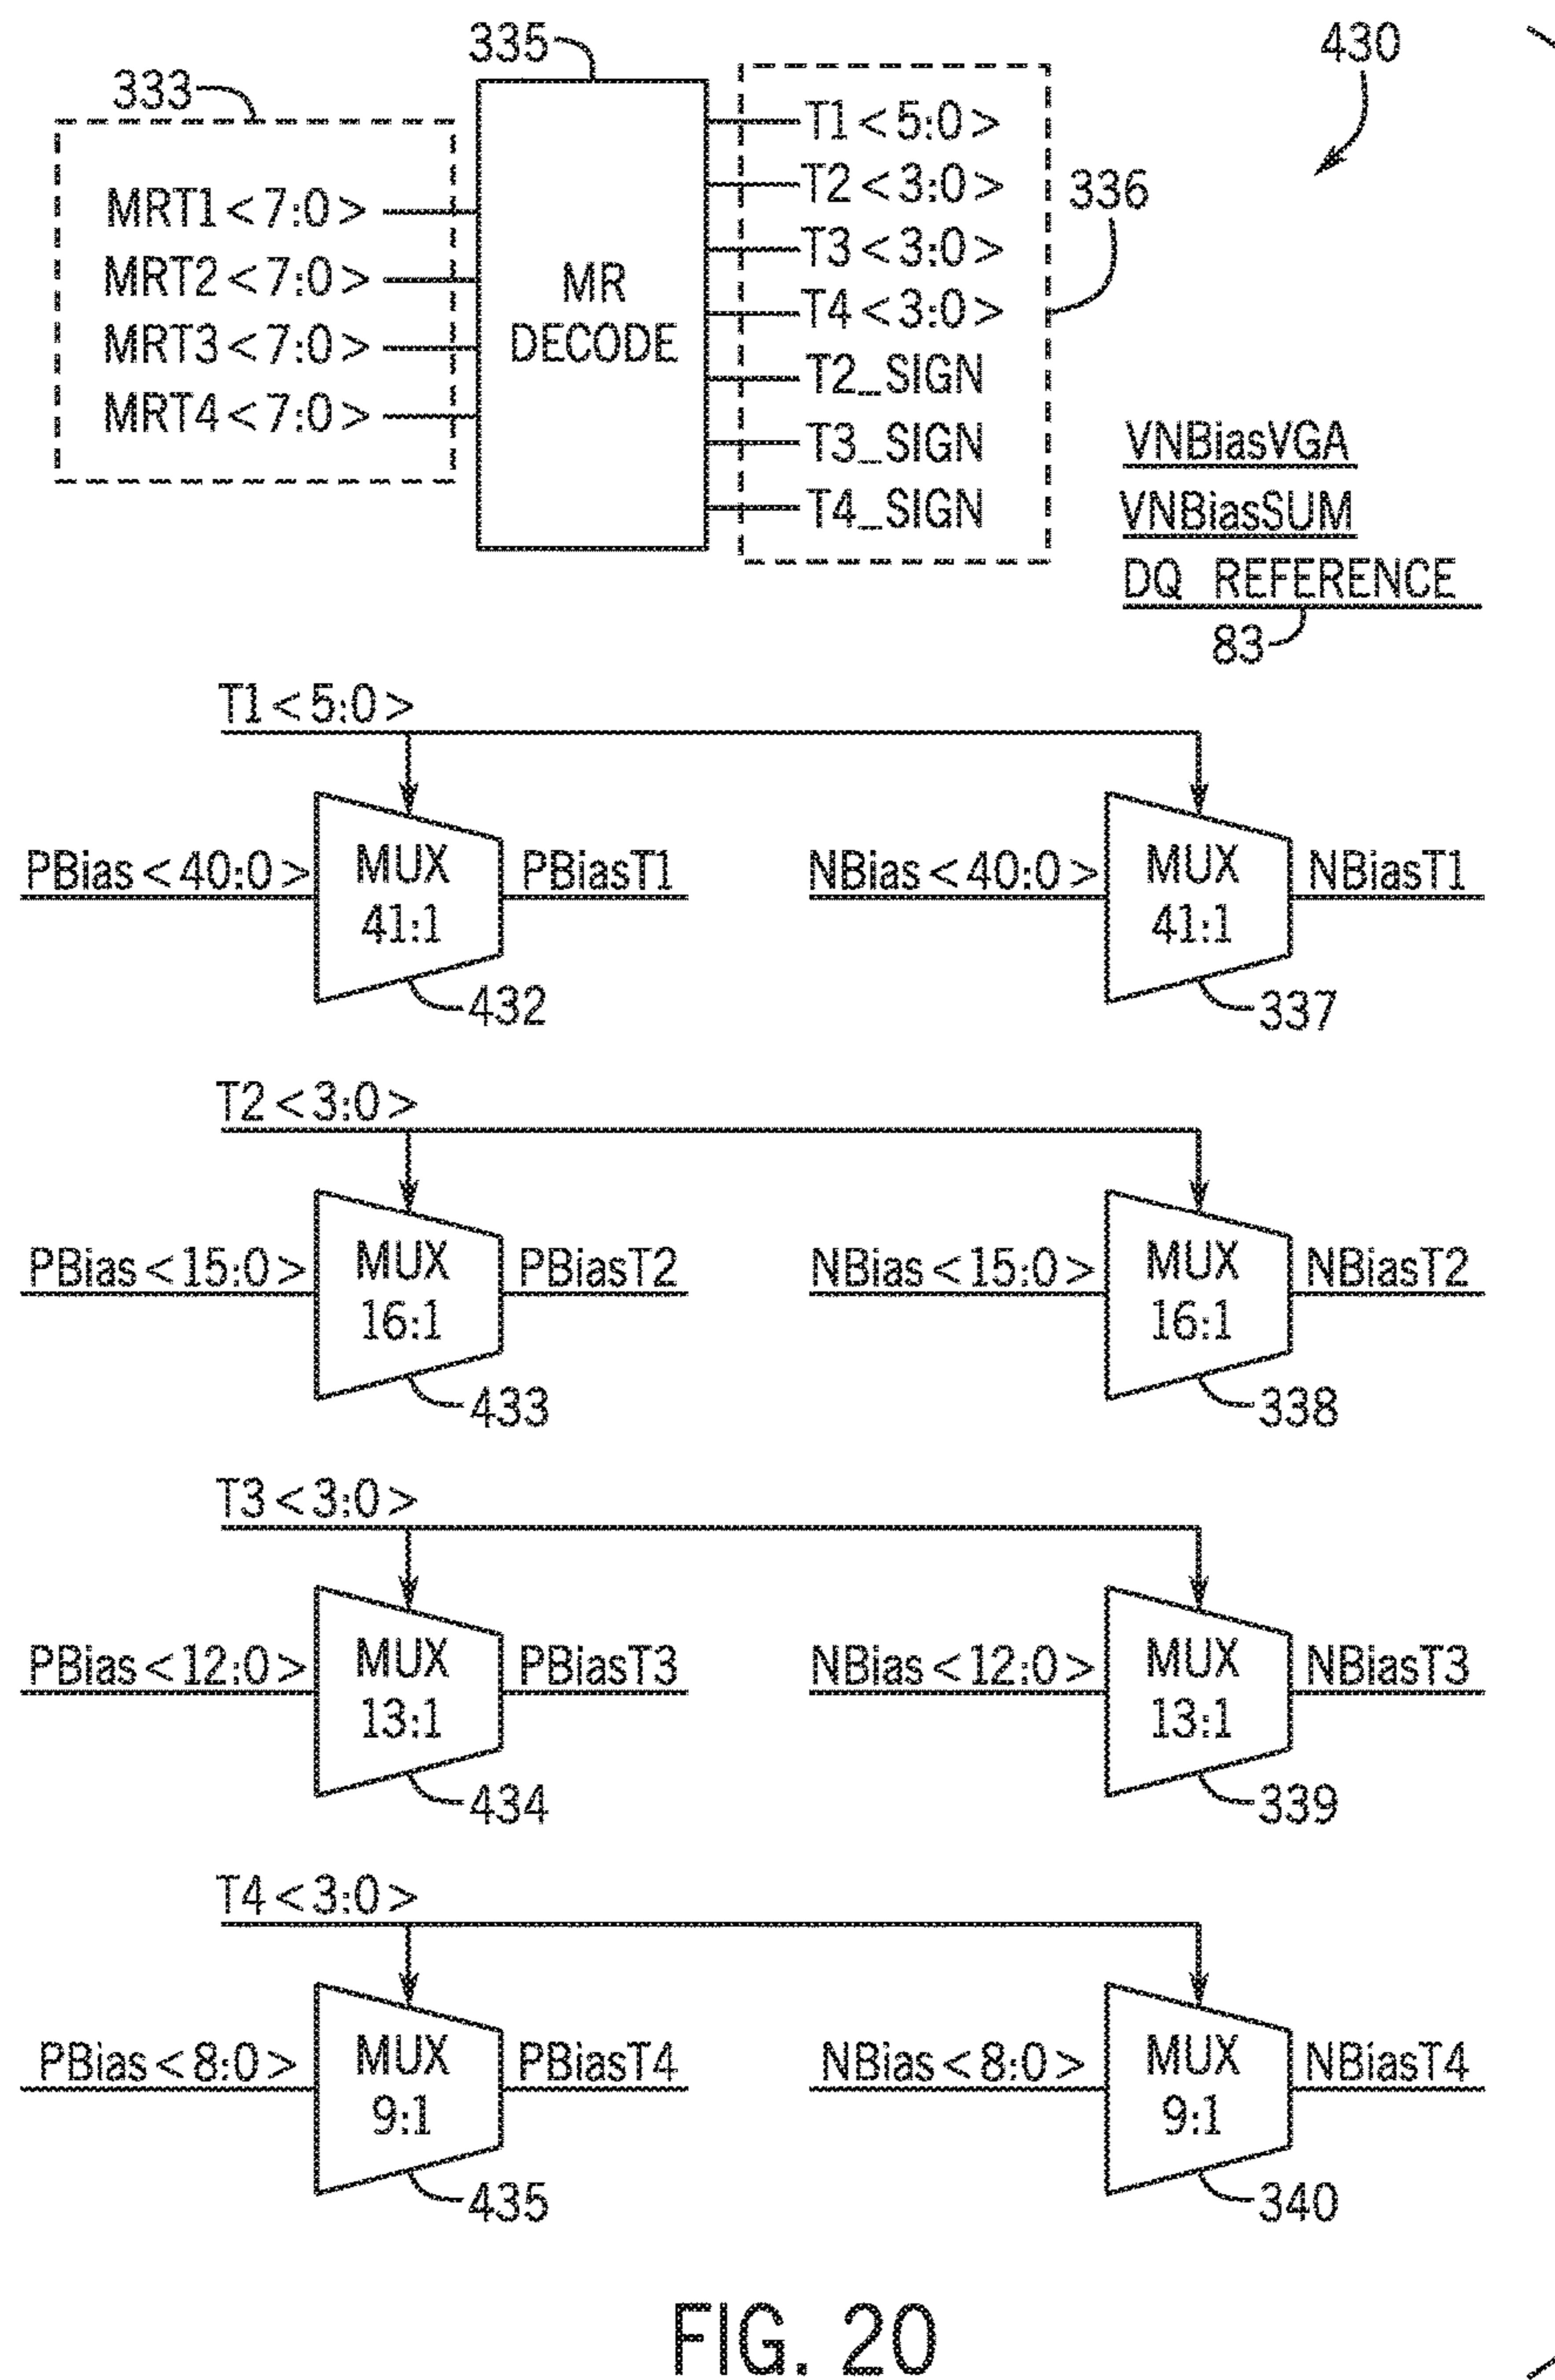 335
430
333
T1<5:0>
T2<3:0>
336
MRT1<7:0>
T3<3:0>
MRT2<7:0>
MR
DECODE
T4<3:0>
MRT3<7:0>
T2_SIGN
MRT4<7:0>
T3_SIGN
VNBiasVGA
T4_SIGN
VNBiasSUM
DQ REFERENCE
83
T1<5:0>
PBias<40:0>
MUX
41:1
PBiasT1
NBias<40:0>
MUX
41:1
NBiasT1
432
337
T2<3:0>
PBias<15:0>
MUX
16:1
PBiasT2
NBias<15:0>
MUX
16:1
NBiasT2
433
338
T3<3:0>
PBias<12:0>
MUX
13:1
PBiasT3
NBias<12:0>
MUX
13:1
NBiasT3
434
339
T4<3:0>
PBias<8:0>
MUX
9:1
PBiasT4
NBias<8:0>
MUX
9:1
NBiasT4
435
340
FIG. 20